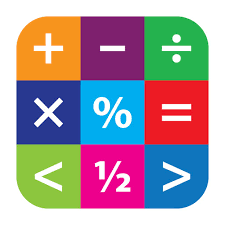 + − ÷
× % =
< ½ >